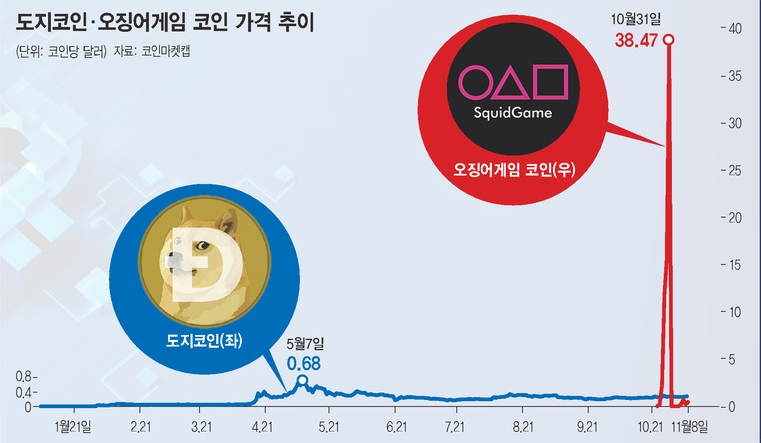 도지코인·오징어게임 코인 가격 추이
(단위: 코인당 달러) 자료: 코인마켓캡
10월31일
38.47
SquidGame
오징어게임 코인(우)
Ð
도지코인(좌)
5월7일
0.68
0.8
0.4
0
40
35
30
25
20
15
10
5
0
1월21일 2.21 3.21 4.21 5.21 6.21 7.21 8.21 9.21 10.21 11월8일